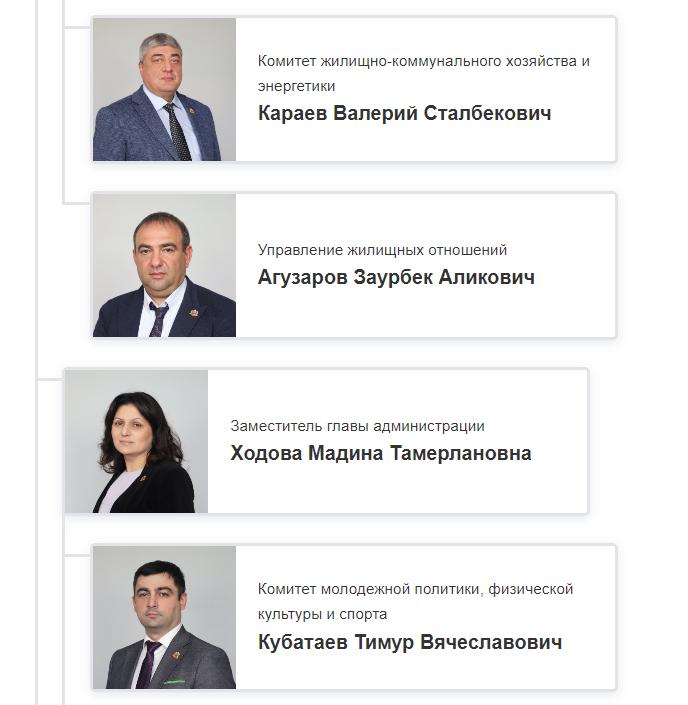 Комитет жилищно-коммунального хозяйства и
энергетики
Караев Валерий Сталбекович
Управление жилищных отношений
Агузаров Заурбек Аликович
Заместитель главы администрации
Ходова Мадина Тамерлановна
Комитет молодежной политики, физической
культуры и спорта
Кубатаев Тимур Вячеславович